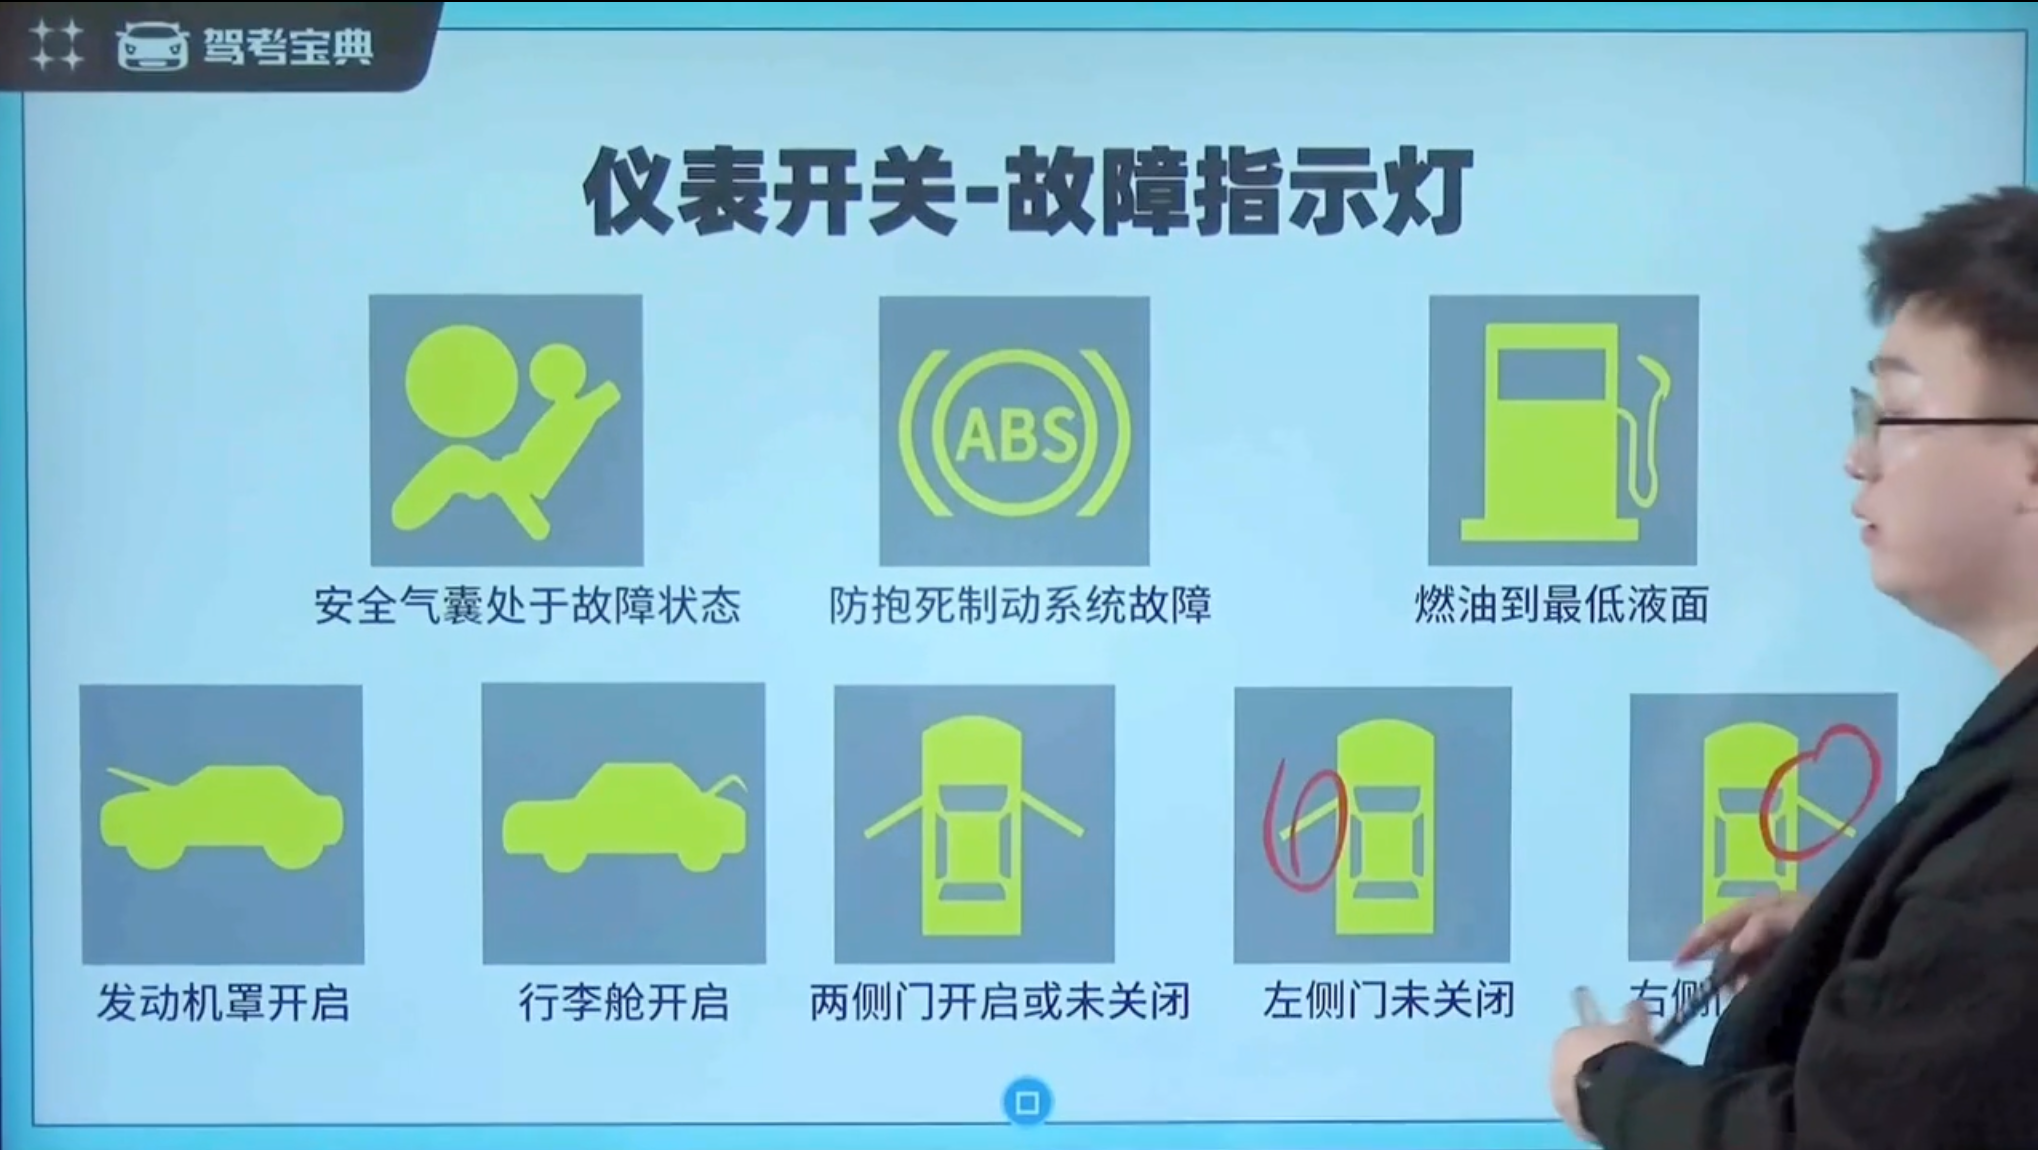 驾考宝典
仪表开关-故障指示灯
ABS
安全气囊处于故障状态
防抱死制动系统故障
燃油到最低液面
发动机罩开启
行李舱开启
两侧门开启或未关闭
左侧门未关闭
右侧